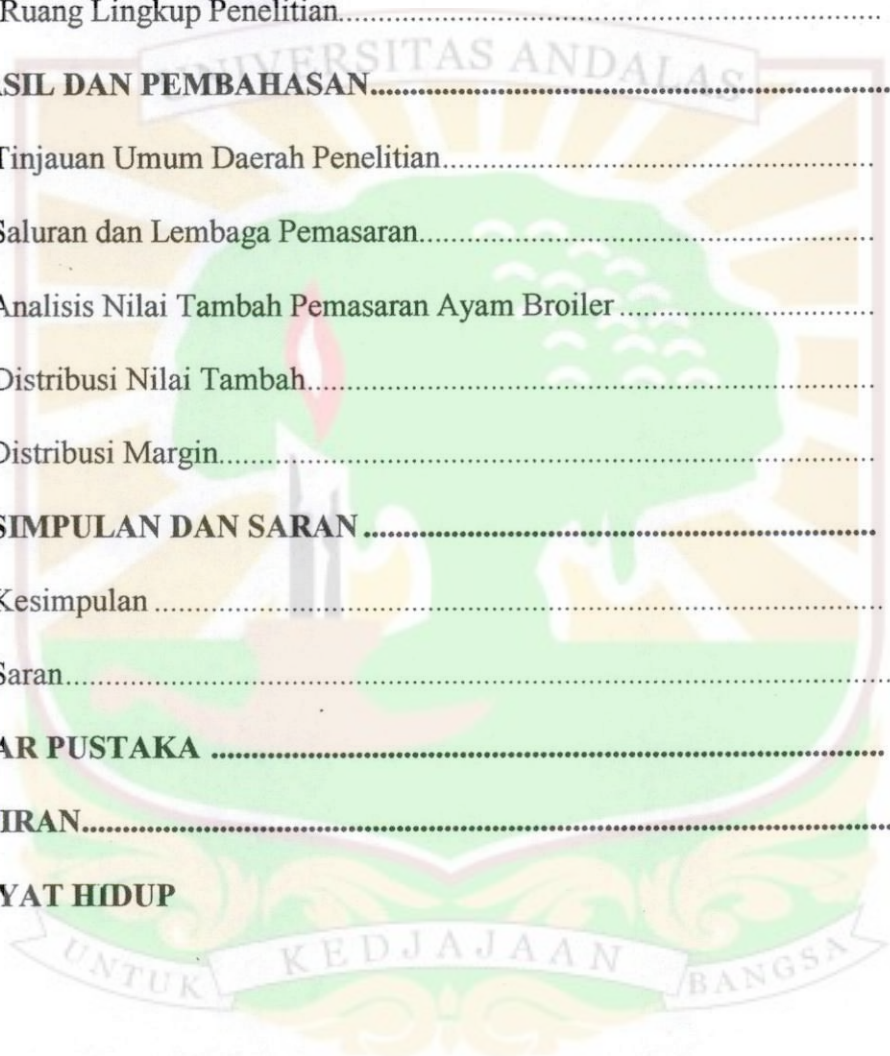 Ruang Lingkup Penelitian..................................................................
UNIVERSITAS ANDALAS
SIL DAN PEMBAHASAN..................................................................
Tinjauan Umum Daerah Penelitian..................................................................
Saluran dan Lembaga Pemasaran..................................................................
Analisis Nilai Tambah Pemasaran Ayam Broiler..................................
Distribusi Nilai Tambah..................................................................
Distribusi Margin..................................................................
SIMPULAN DAN SARAN..................................................................
Kesimpulan..................................................................
Saran..................................................................
AR PUSTAKA..................................................................
IRAN..................................................................
YAT HIDUP
UNTUK KEDJAJAAN BANGSA